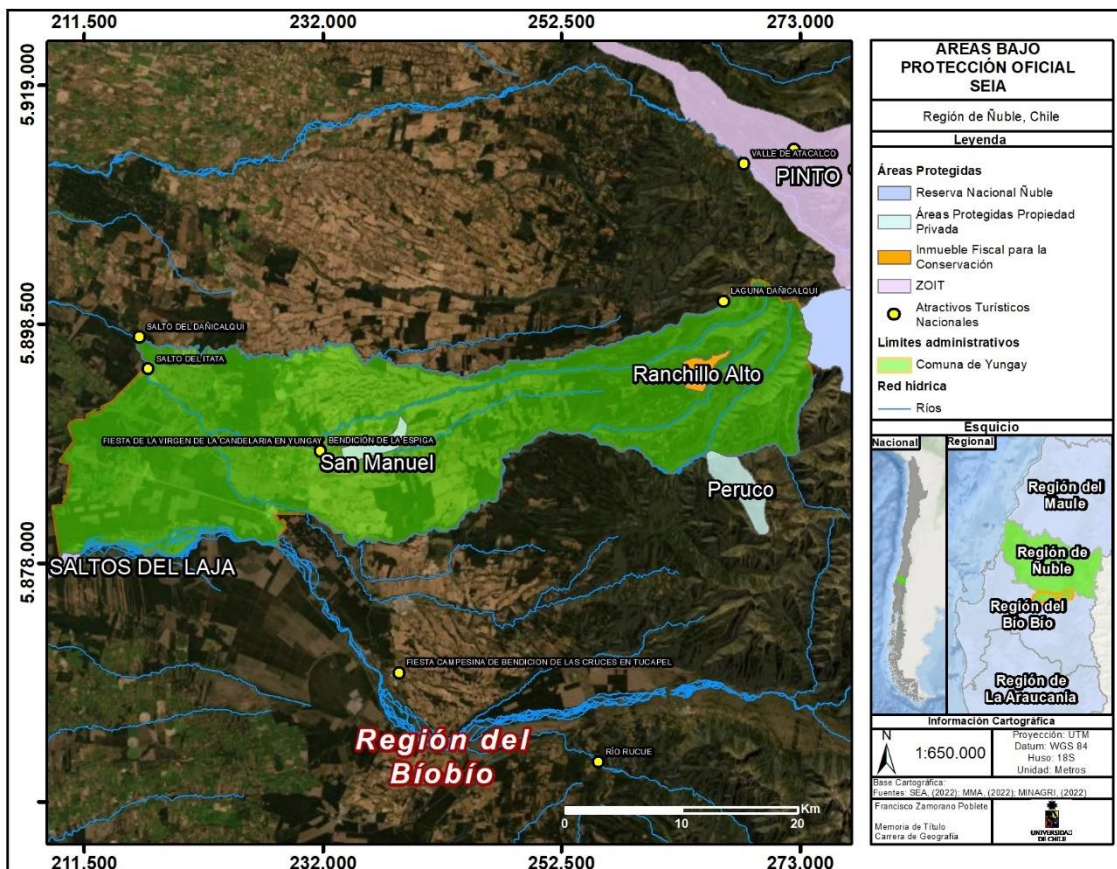 211.500
232.000
252.500
273.000
5.919.000
5.898.500
5.878.000
VALLE DE ATACALCO
PINTO
LAGUNA DAÑICALQUI
SALTO DEL DAÑICALQUI
SALTO DEL ITATA
Ranchillo Alto
FIESTA DE LA VIRGEN DE LA CANDELARIA EN YUNGAY
BENDICIÓN DE LA ESPIGA
San Manuel
Peruco
SALTOS DEL LAJA
FIESTA CAMPESINA DE BENDICION DE LAS CRUCES EN TUCAPEL
Región del
Bíobío
RÍO RUCUE
Km
0
10
20
211.500
232.000
252.500
273.000
AREAS BAJO
PROTECCIÓN OFICIAL
SEIA
Región de Ñuble, Chile
Leyenda
Áreas Protegidas
Reserva Nacional Ñuble
Áreas Protegidas Propiedad
Privada
Inmueble Fiscal para la
Conservación
ZOIT
Atractivos Turísticos
Nacionales
Límites administrativos
Comuna de Yungay
Red hídrica
Ríos
Esquicio
Nacional
Regional
Región del
Maule
Región de
Ñuble
Región del
Bío Bío
Región de
La Araucanía
Información Cartográfica
N
1:650.000
Proyección: UTM
Datum: WGS 84
Huso: 18S
Unidad: Metros
Base Cartográfica:
Fuentes: SEA, (2022); MMA, (2022); MINAGRI, (2022)
Francisco Zamorano Poblete
Memoria de Título
Carrera de Geografía
UNIVERSIDAD
DE CHILE